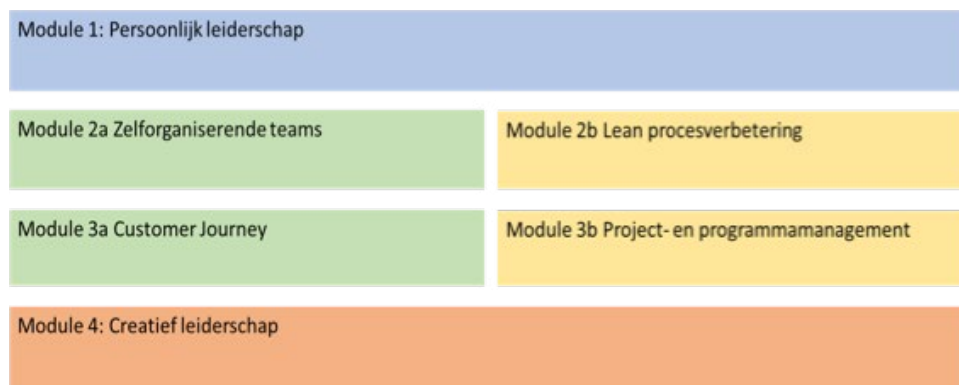 Module 1: Persoonlijk leiderschap
Module 2a Zelforganiserende teams
Module 2b Lean procesverbetering
Module 3a Customer Journey
Module 3b Project- en programmamanagement
Module 4: Creatief leiderschap